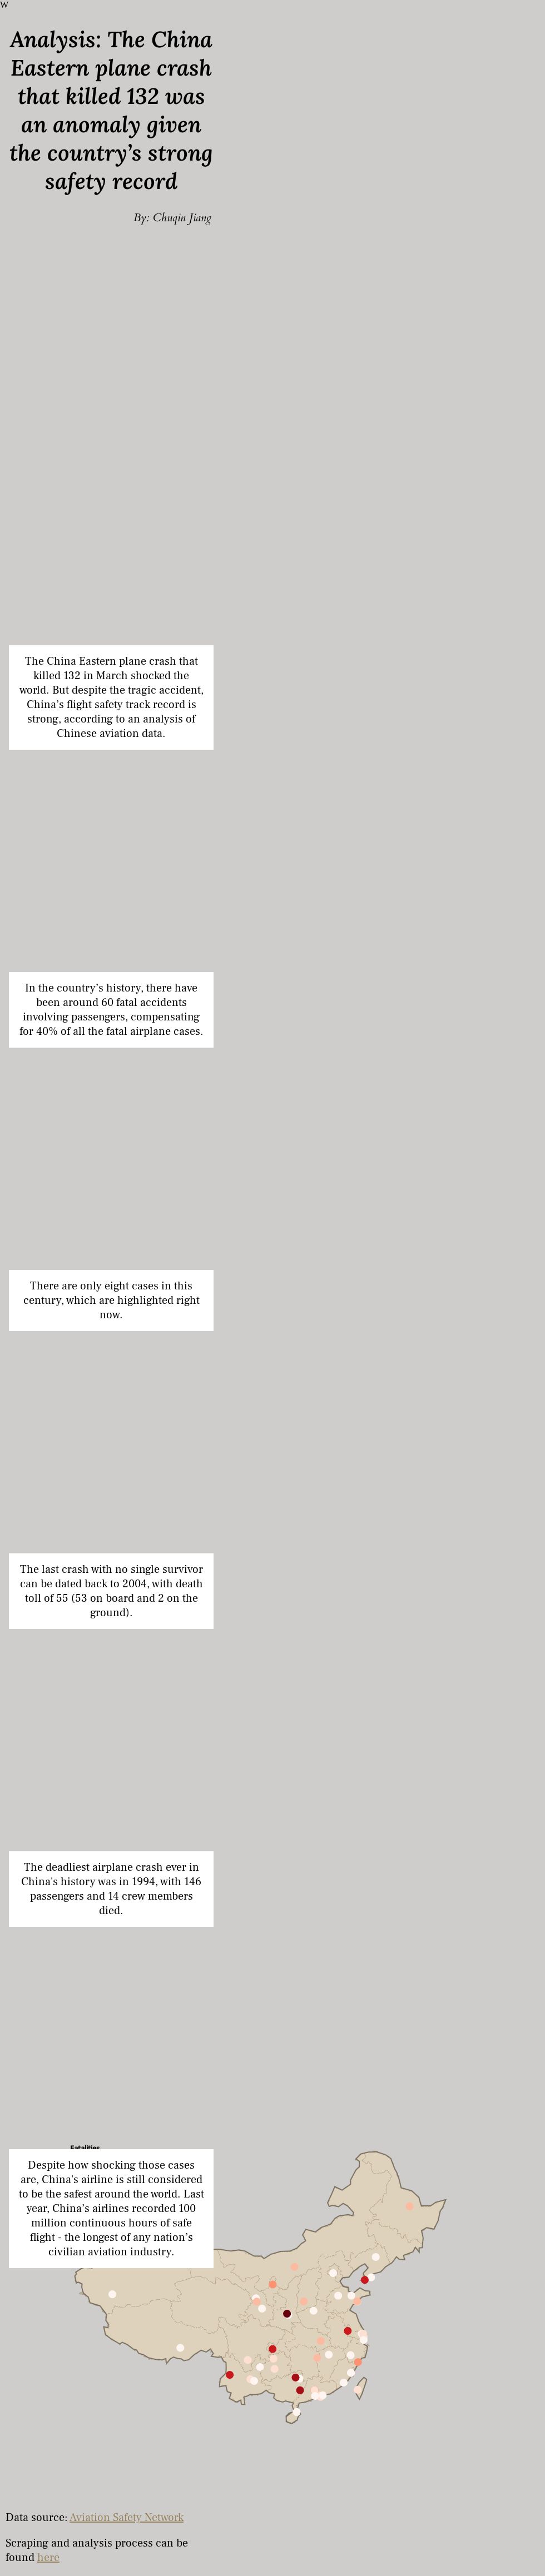 W
Analysis: The China
Eastern plane crash
that killed 132 was
an anomaly given
the country’s strong
safety record
By: Chuqin Jiang
The China Eastern plane crash that
killed 132 in March shocked the
world. But despite the tragic accident,
China’s flight safety track record is
strong, according to an analysis of
Chinese aviation data.
In the country’s history, there have
been around 60 fatal accidents
involving passengers, compensating
for 40% of all the fatal airplane cases.
There are only eight cases in this
century, which are highlighted right
now.
The last crash with no single survivor
can be dated back to 2004, with death
toll of 55 (53 on board and 2 on the
ground).
The deadliest airplane crash ever in
China’s history was in 1994, with 146
passengers and 14 crew members
died.
Fatalities
Despite how shocking those cases
are, China’s airline is still considered
to be the safest around the world. Last
year, China’s airlines recorded 100
million continuous hours of safe
flight - the longest of any nation’s
civilian aviation industry.
Data source: Aviation Safety Network
Scraping and analysis process can be
found here